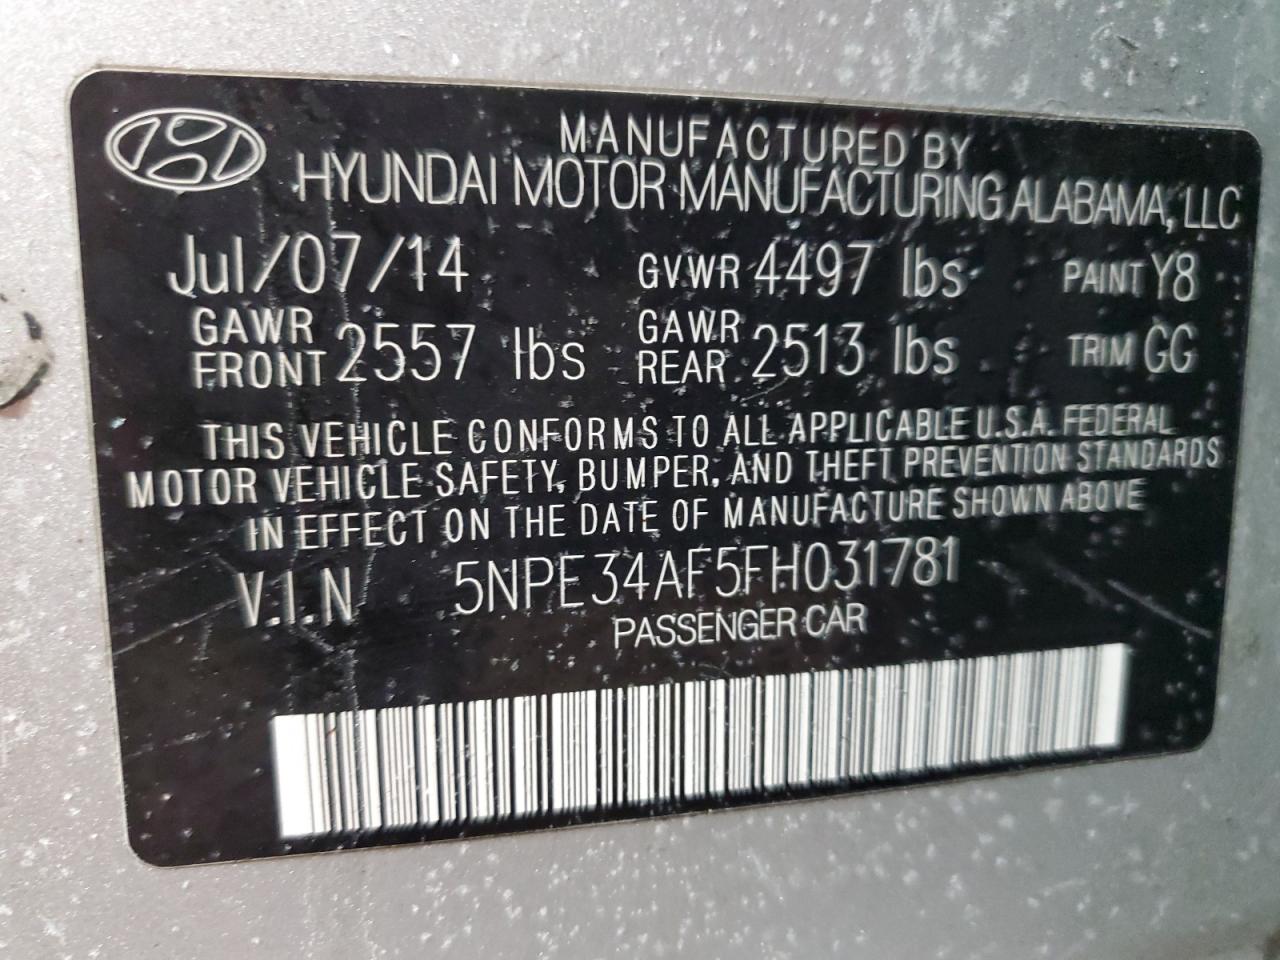 MANUFACTURED BY
HYUNDAI MOTOR MANUFACTURING ALABAMA, LLC
Jul/07/14 GVWR 4497 lbs PAINT Y8
GAWR FRONT 2557 lbs GAWR REAR 2513 lbs TRIM GG
THIS VEHICLE CONFORMS TO ALL APPLICABLE U.S.A. FEDERAL
MOTOR VEHICLE SAFETY, BUMPER, AND THEFT PREVENTION STANDARDS
IN EFFECT ON THE DATE OF MANUFACTURE SHOWN ABOVE
V.I.N 5NPE34AF5FH031781
PASSENGER CAR